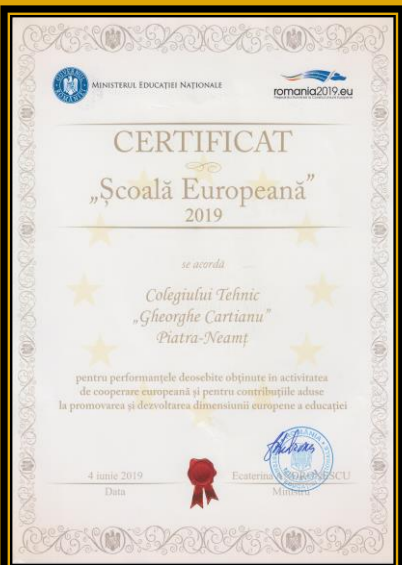 MINISTERUL EDUCAȚIEI NAȚIONALE
romania2019.eu
CERTIFICAT
„Școală Europeană”
2019
se acordă
Colegiului Tehnic
„Gheorghe Cartianu”
Piatra-Neamț
pentru performanțele deosebite obținute în activitatea
de cooperare europeană și pentru contribuțiile aduse
la promovarea și dezvoltarea dimensiunii europene a educației
4 iunie 2019
Ecaterina ANDRONESCU
Data
Ministru